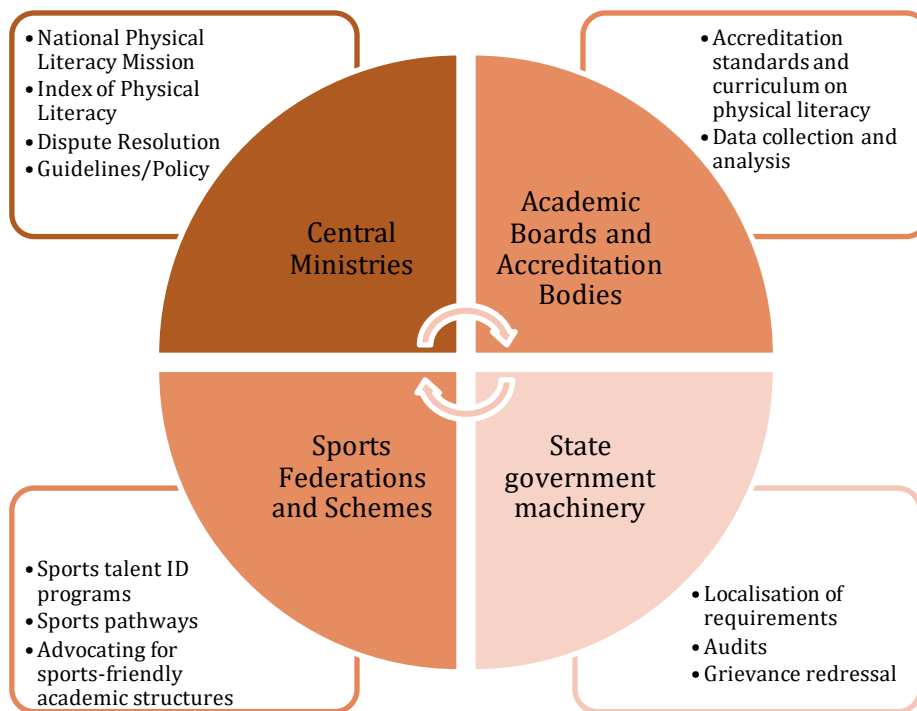 • National Physical
Literacy Mission
• Index of Physical
Literacy
• Dispute Resolution
• Guidelines/Policy
• Accreditation
standards and
curriculum on
physical literacy
• Data collection and
analysis
Central
Ministries
Academic
Boards and
Accreditation
Bodies
Sports
Federations
and Schemes
State
government
machinery
• Sports talent ID
programs
• Sports pathways
• Advocating for
sports-friendly
academic structures
• Localisation of
requirements
• Audits
• Grievance redressal